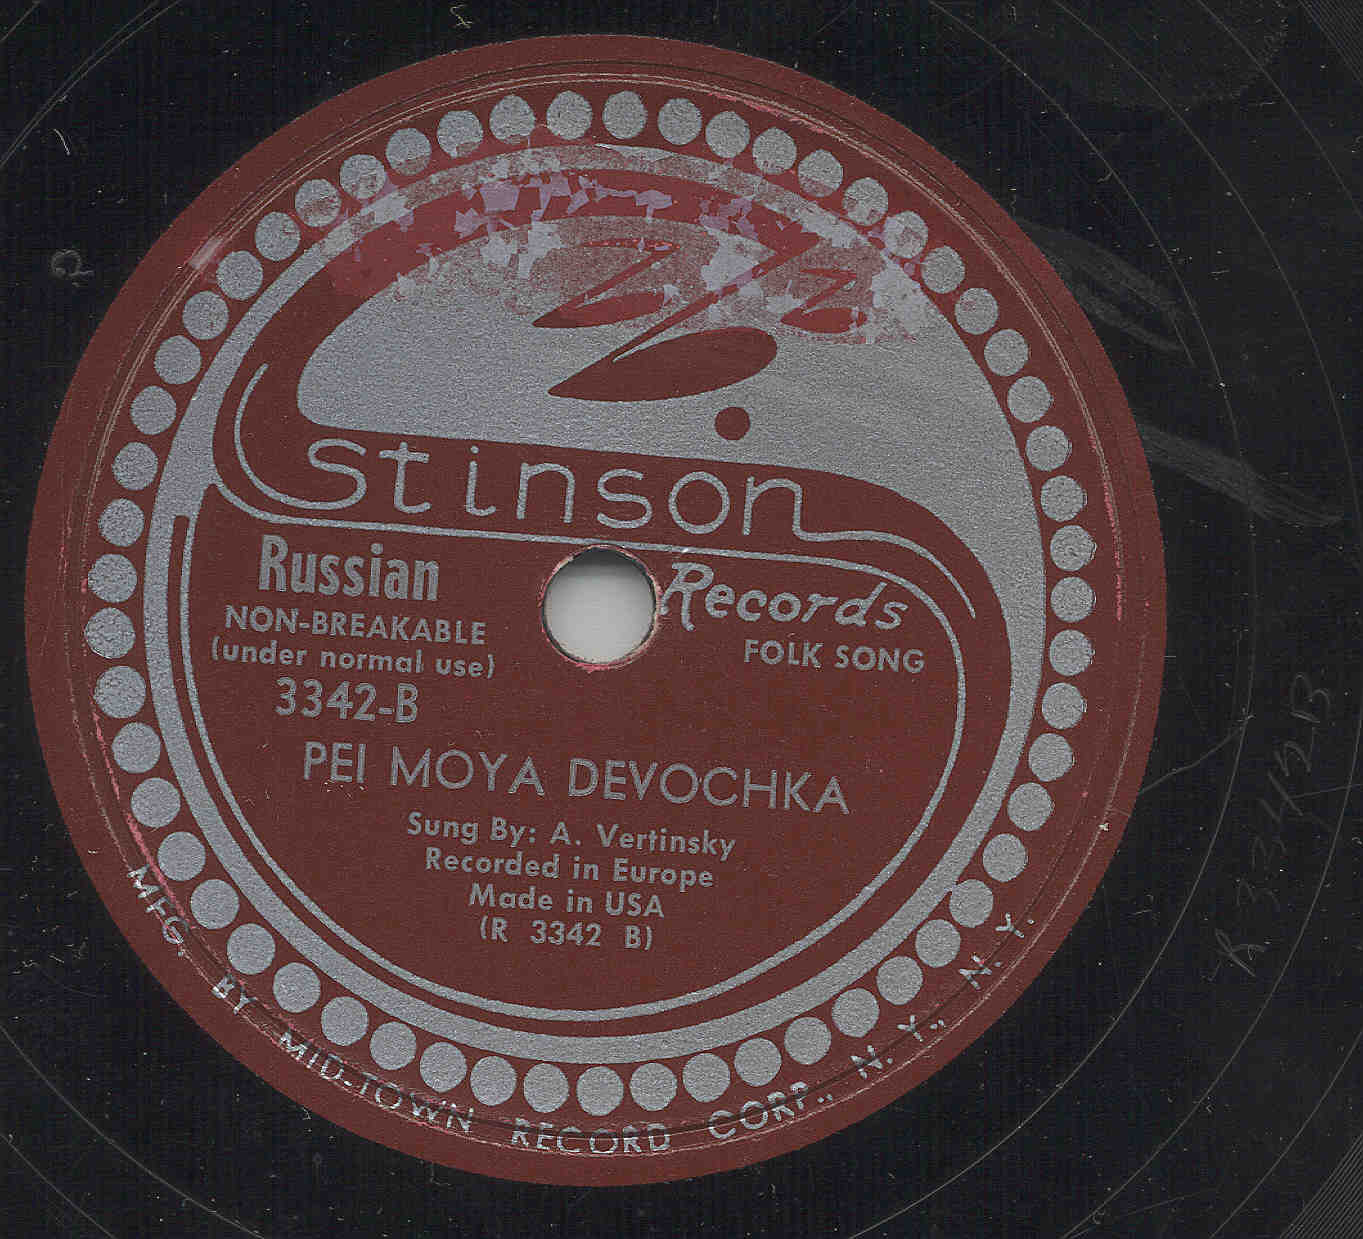 Stinson
Records
Russian
NON-BREAKABLE
(under normal use)
FOLK SONG
3342-B
PEI MOYA DEVOCHKA
Sung By: A. Vertinsky
Recorded in Europe
Made in USA
(R 3342 B)
MFG. BY MID-TOWN RECORD CORP., N. Y., N. Y.
R 3342B